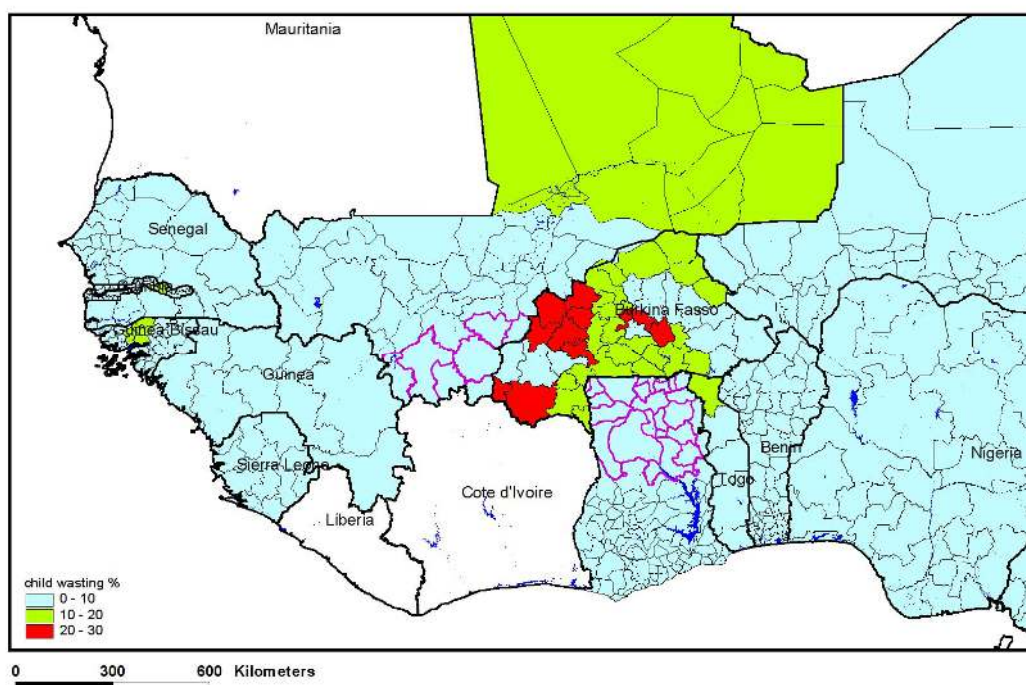 Mauritania
Senegal
Guinea Bissau
Burkina Fasso
Guinea
Sierra Leone
Benin
Nigeria
Togo
Cote d'Ivoire
Liberia
child wasting %
0 - 10
10 - 20
20 - 30
0 300 600 Kilometers